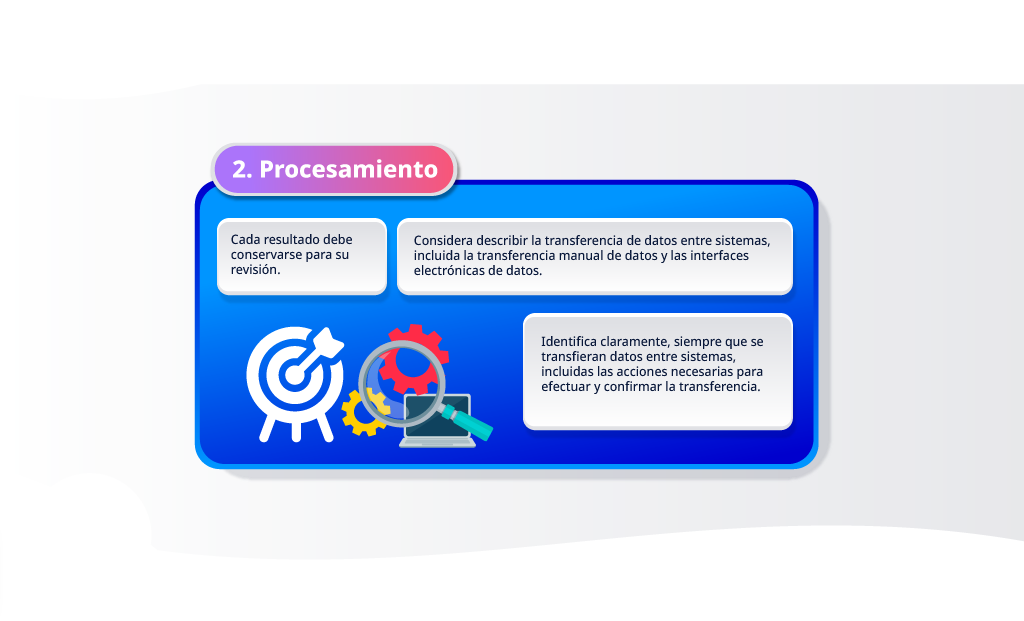 2. Procesamiento
Cada resultado debe
conservarse para su
revisión.
Considera describir la transferencia de datos entre sistemas,
incluida la transferencia manual de datos y las interfaces
electrónicas de datos.
Identifica claramente, siempre que se
transfieran datos entre sistemas,
incluidas las acciones necesarias para
efectuar y confirmar la transferencia.